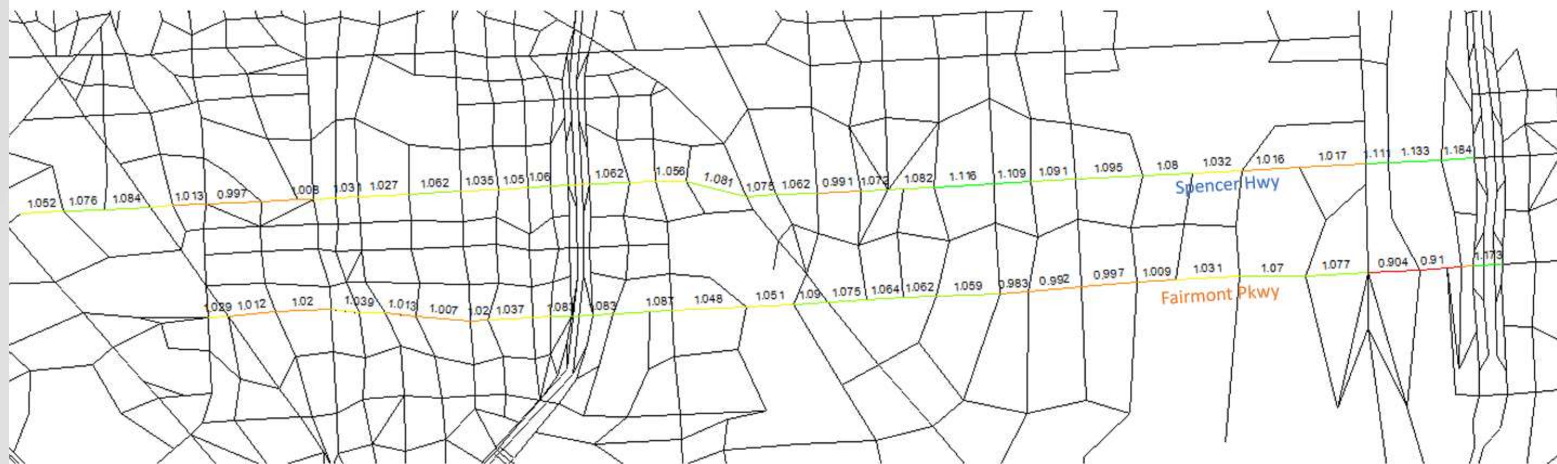 1.052 1.076 1.084 1.013 0.997 1.008 1.031 1.027 1.062 1.035 1.05 1.06 1.062 1.056 1.081 1.075 1.062 0.991 1.072 1.082 1.116 1.109 1.091 1.095 1.08 1.032 1.016 1.017 1.111 1.133 1.184
Spencer Hwy
1.029 1.012 1.02 1.039 1.013 1.007 1.02 1.037 1.083 1.083 1.087 1.048 1.051 1.09 1.075 1.064 1.062 1.059 0.983 0.992 0.997 1.009 1.031 1.07 1.077 0.904 0.91 1.173
Fairmont Pkwy